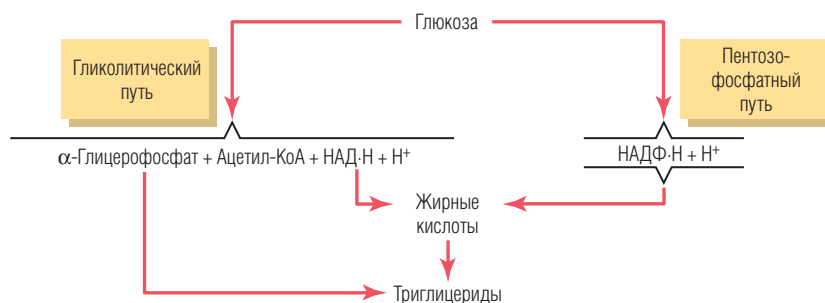 Глюкоза
Гликолитический
путь
Пентозо-
фосфатный
путь
α-Глицерофосфат + Ацетил-КоА + НАД·Н + Н⁺
НАДФ·Н + Н⁺
Жирные
кислоты
Триглицериды